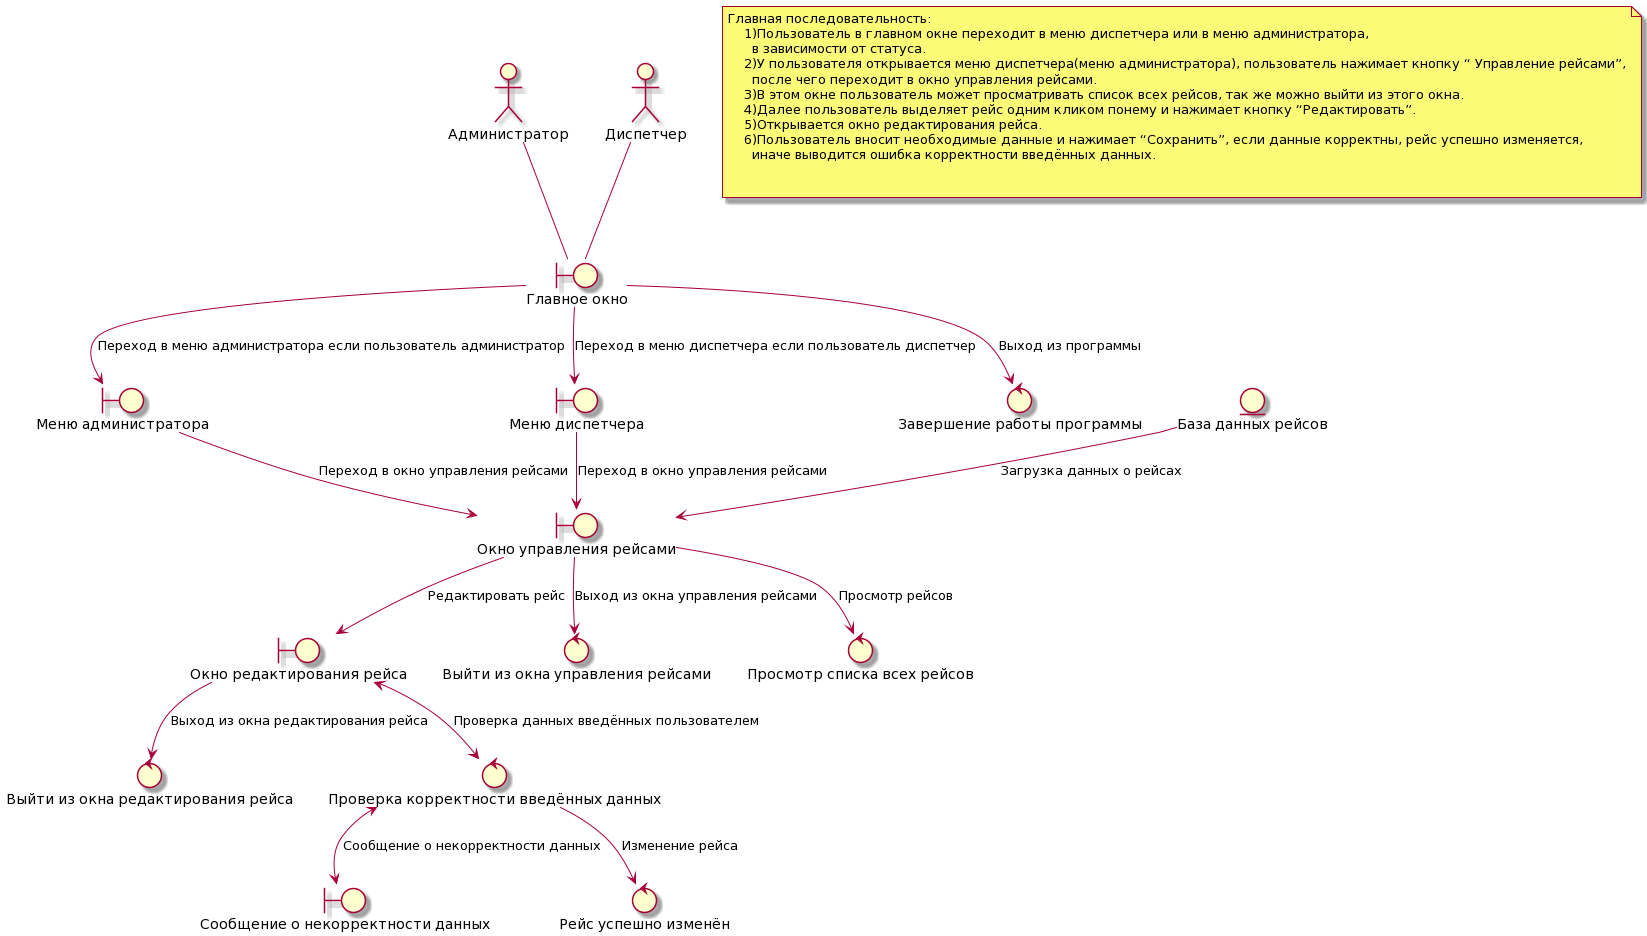 Главная последовательность:
1)Пользователь в главном окне переходит в меню диспетчера или в меню администратора,
в зависимости от статуса.
2)У пользователя открывается меню диспетчера(меню администратора), пользователь нажимает кнопку “ Управление рейсами”,
после чего переходит в окно управления рейсами.
3)В этом окне пользователь может просматривать список всех рейсов, так же можно выйти из этого окна.
4)Далее пользователь выделяет рейс одним кликом понему и нажимает кнопку “Редактировать”.
5)Открывается окно редактирования рейса.
6)Пользователь вносит необходимые данные и нажимает “Сохранить”, если данные корректны, рейс успешно изменяется,
иначе выводится ошибка корректности введённых данных.
Администратор
Диспетчер
Главное окно
Переход в меню администратора если пользователь администратор
Переход в меню диспетчера если пользователь диспетчер
Выход из программы
Меню администратора
Меню диспетчера
Завершение работы программы
База данных рейсов
Переход в окно управления рейсами
Переход в окно управления рейсами
Загрузка данных о рейсах
Окно управления рейсами
Редактировать рейс
Выход из окна управления рейсами
Просмотр рейсов
Окно редактирования рейса
Выйти из окна управления рейсами
Просмотр списка всех рейсов
Выход из окна редактирования рейса
Проверка данных введённых пользователем
Выйти из окна редактирования рейса
Проверка корректности введённых данных
Сообщение о некорректности данных
Изменение рейса
Сообщение о некорректности данных
Рейс успешно изменён